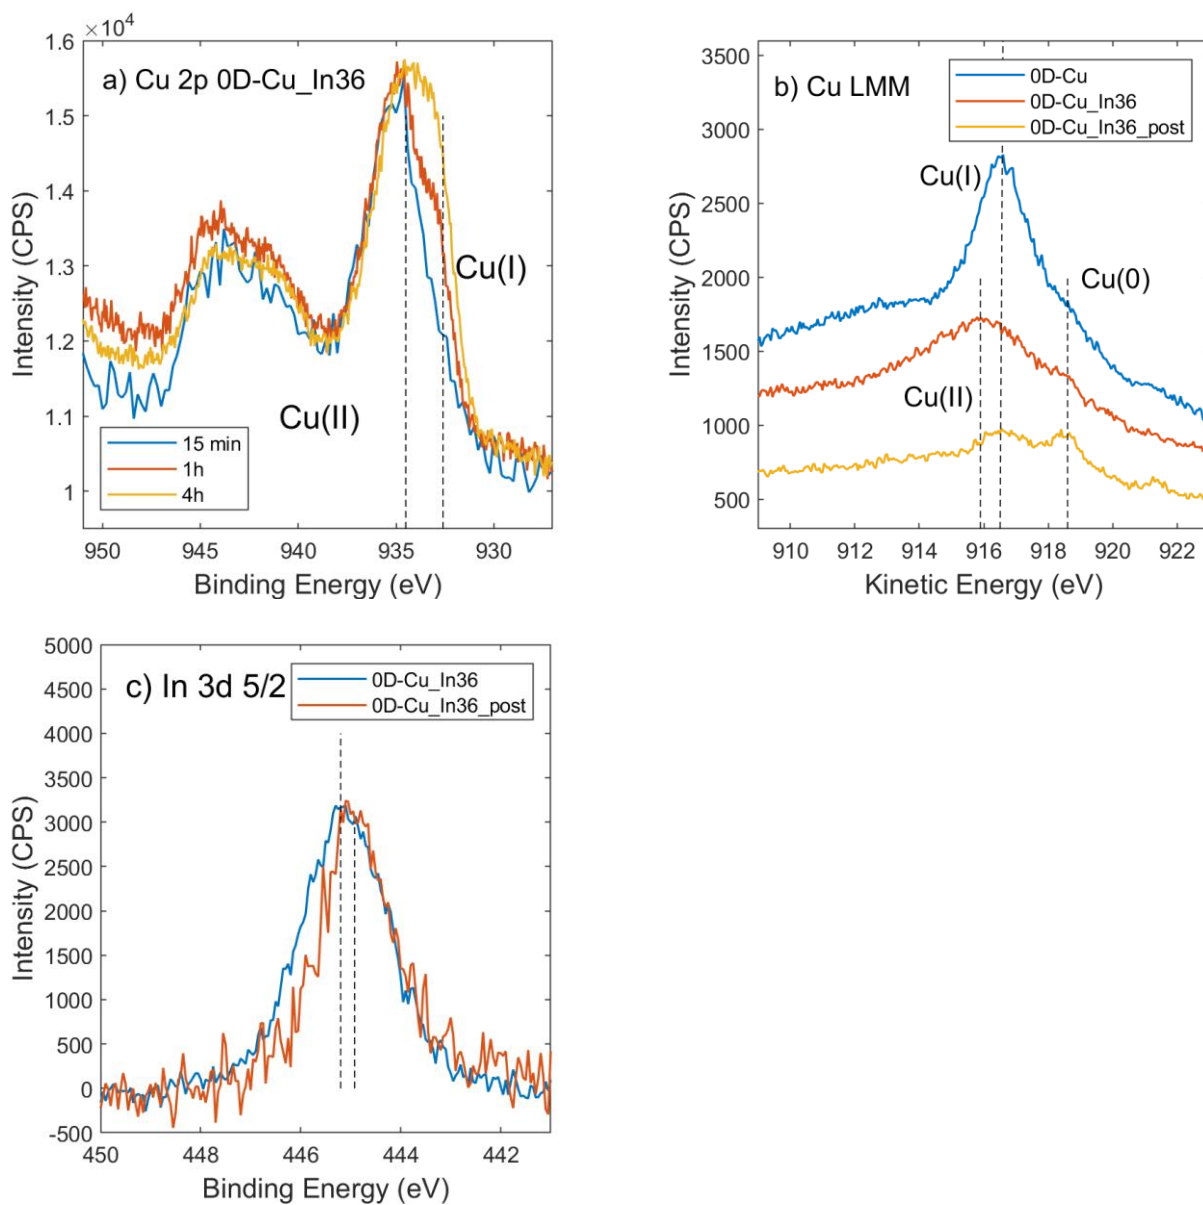 ×10⁴
1.6
1.5
1.4
1.3
1.2
1.1
1
Intensity (CPS)
a) Cu 2p 0D-Cu_In36
Cu(I)
Cu(II)
15 min
1h
4h
950
945
940
935
930
Binding Energy (eV)
3500
3000
2500
2000
1500
1000
500
Intensity (CPS)
b) Cu LMM
0D-Cu
0D-Cu_In36
0D-Cu_In36_post
Cu(I)
Cu(0)
Cu(II)
910
912
914
916
918
920
922
Kinetic Energy (eV)
5000
4500
4000
3500
3000
2500
2000
1500
1000
500
0
-500
Intensity (CPS)
c) In 3d 5/2
0D-Cu_In36
0D-Cu_In36_post
450
448
446
444
442
Binding Energy (eV)